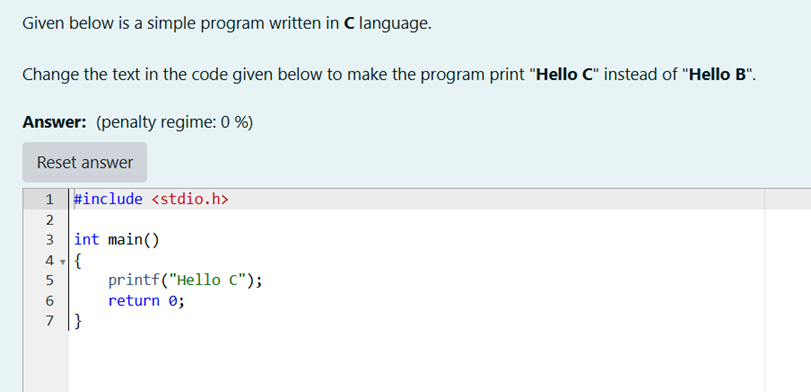 Given below is a simple program written in C language.
Change the text in the code given below to make the program print "Hello C" instead of "Hello B".
Answer: (penalty regime: 0 %)
Reset answer
1 #include <stdio.h>
2
3 int main()
4 {
5     printf("Hello C");
6     return 0;
7 }